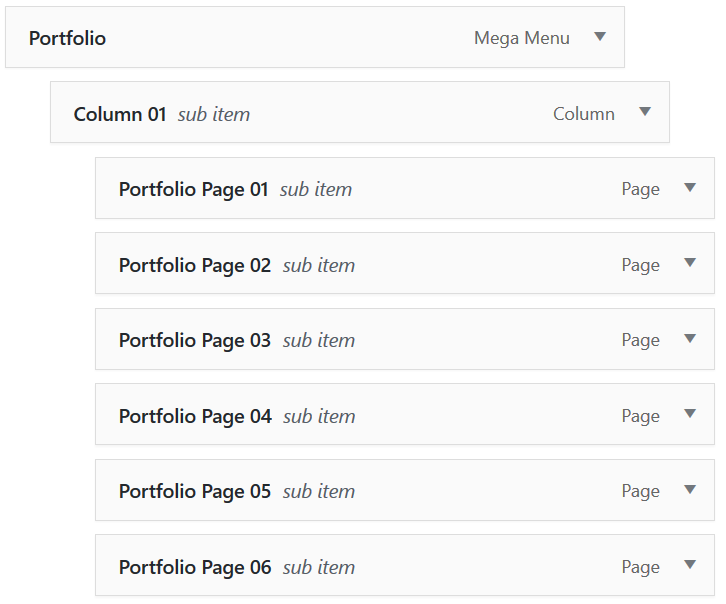 Portfolio Mega Menu
Column 01 sub item Column
Portfolio Page 01 sub item Page
Portfolio Page 02 sub item Page
Portfolio Page 03 sub item Page
Portfolio Page 04 sub item Page
Portfolio Page 05 sub item Page
Portfolio Page 06 sub item Page